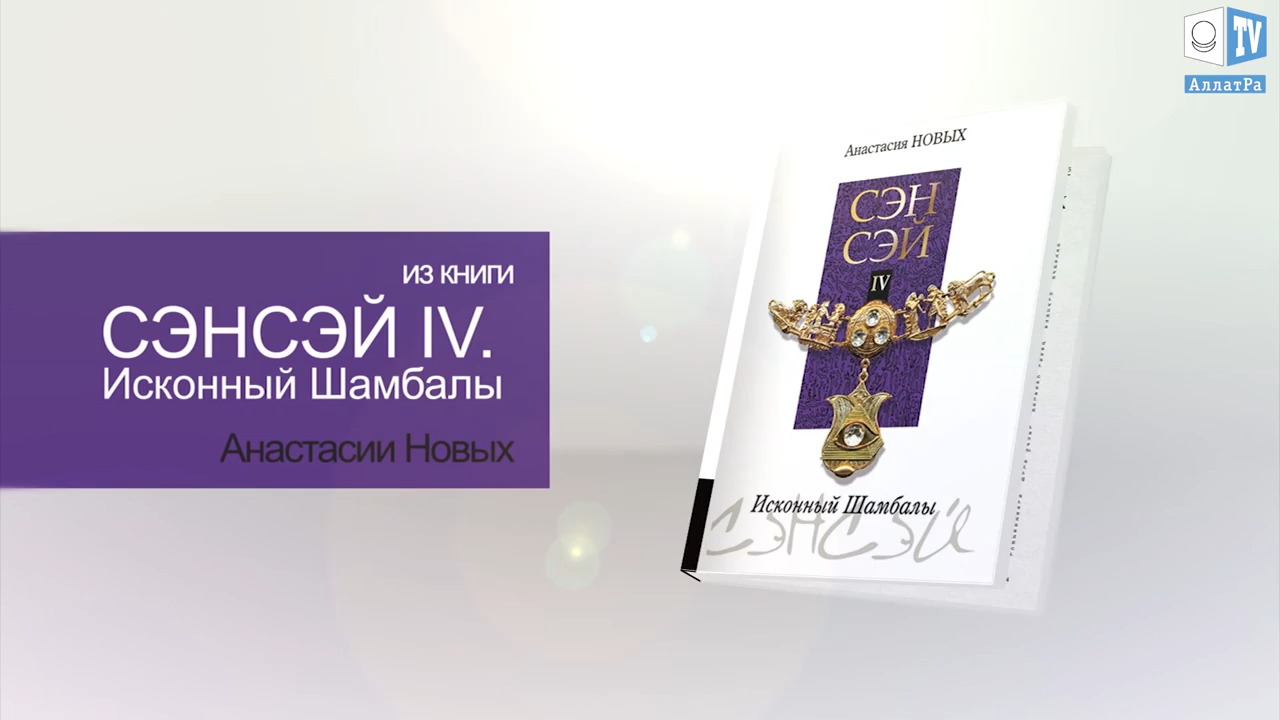 TV
АллатРа
из книги
СЭНСЭЙ IV.
Исконный Шамбалы
Анастасии Новых
Анастасия НОВЫХ
СЭН
СЭЙ
IV
Исконный Шамбалы
СЭНСЭЙ